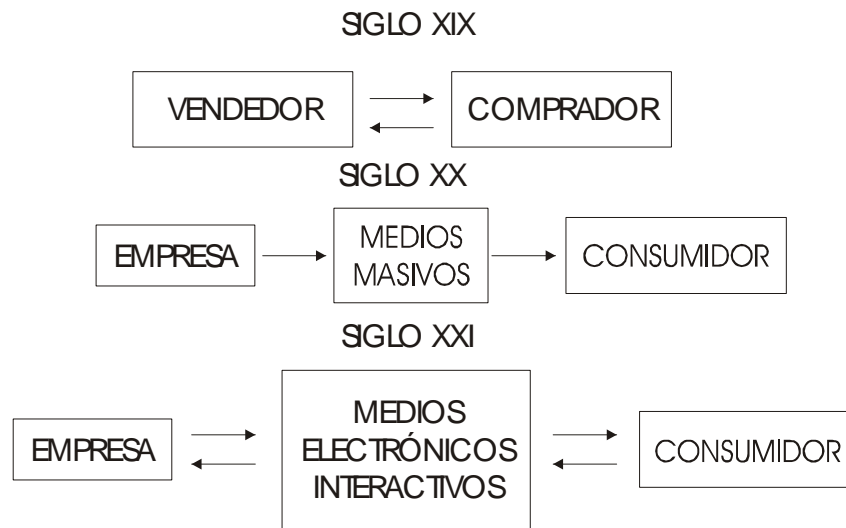 SIGLO XIX
VENDEDOR
COMPRADOR
SIGLO XX
EMPRESA
MEDIOS
MASIVOS
CONSUMIDOR
SIGLO XXI
EMPRESA
MEDIOS
ELECTRÓNICOS
INTERACTIVOS
CONSUMIDOR